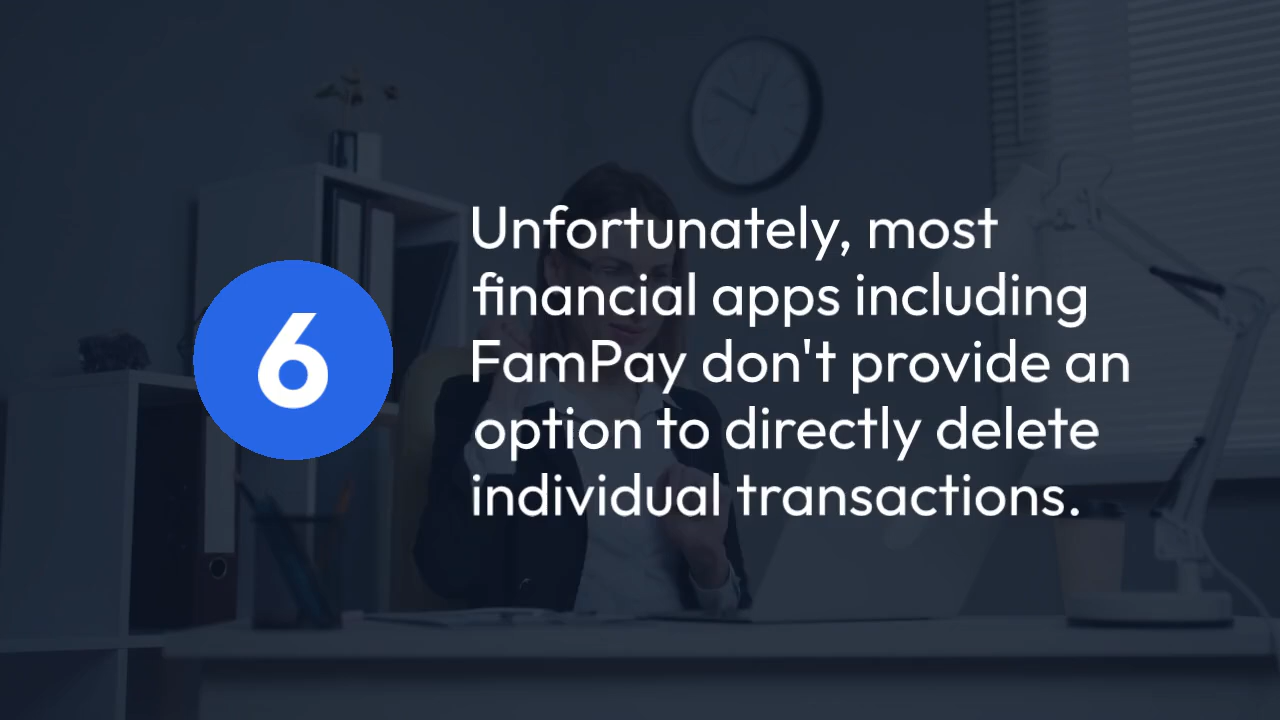 6
Unfortunately, most
financial apps including
FamPay don't provide an
option to directly delete
individual transactions.